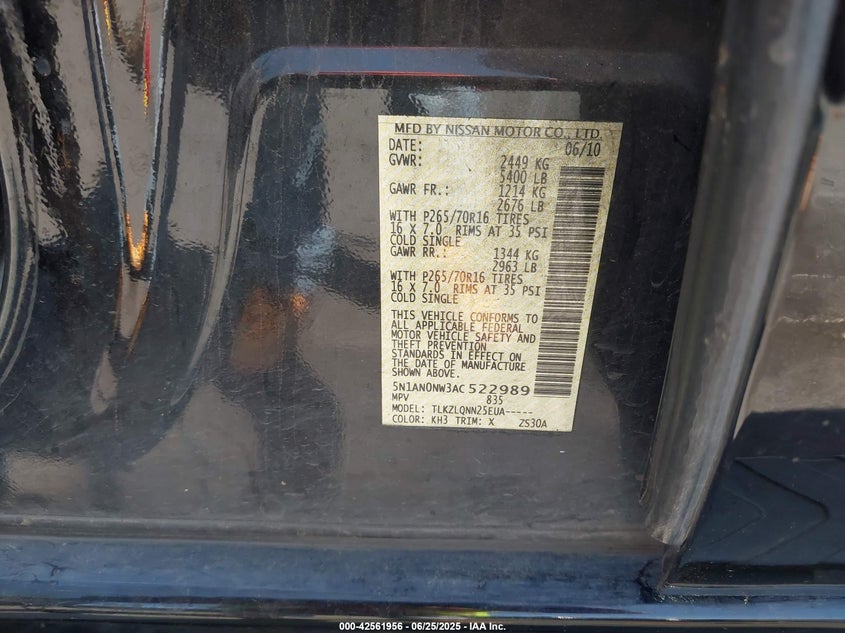 MFD BY NISSAN MOTOR CO., LTD.
DATE: 06/10
GVWR: 2449 KG
5400 LB
GAWR FR.: 1214 KG
2676 LB
WITH P265/70R16 TIRES
16 X 7.0 RIMS AT 35 PSI
COLD SINGLE
GAWR RR.: 1344 KG
2963 LB
WITH P265/70R16 TIRES
16 X 7.0 RIMS AT 35 PSI
COLD SINGLE
THIS VEHICLE CONFORMS TO
ALL APPLICABLE FEDERAL
MOTOR VEHICLE SAFETY AND
THEFT PREVENTION
STANDARDS IN EFFECT ON
THE DATE OF MANUFACTURE
SHOWN ABOVE.
5N1AN0NW3AC522989
MPV 835
MODEL: TLKZLQNN25EUA-----
COLOR: KH3 TRIM: X ZS30A
000-42561956 - 06/25/2025 - IAA Inc.